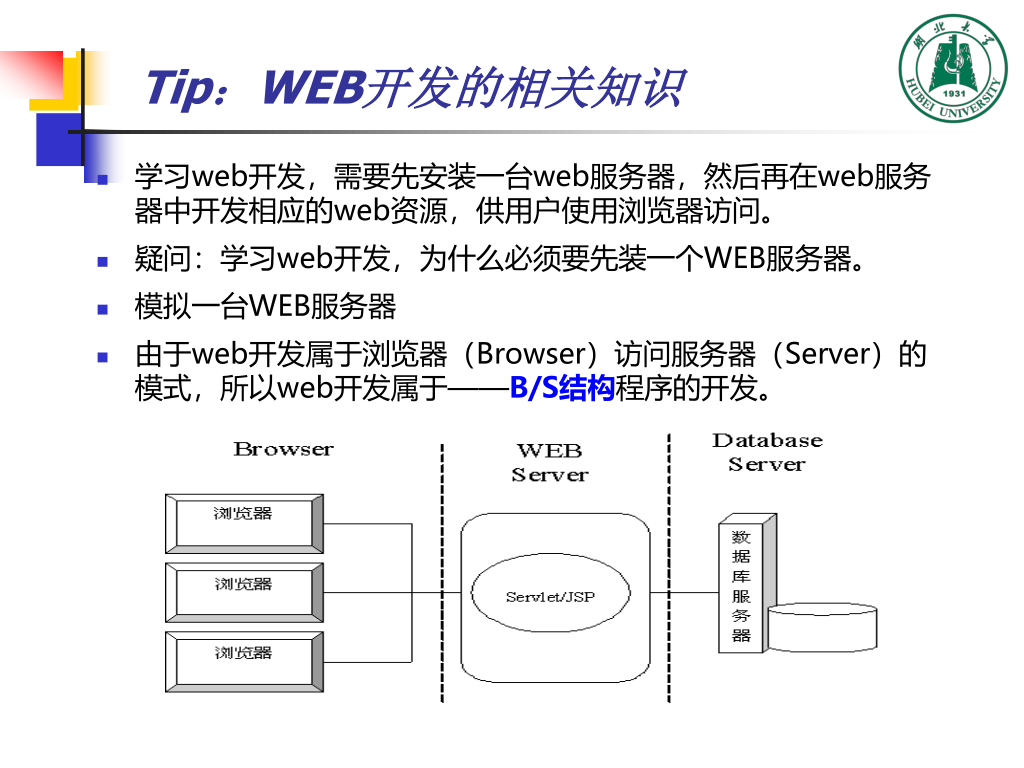 Tip：WEB开发的相关知识
湖北大学
1931
HUBEI UNIVERSITY
学习web开发，需要先安装一台web服务器，然后再在web服务
器中开发相应的web资源，供用户使用浏览器访问。
疑问：学习web开发，为什么必须要先装一个WEB服务器。
模拟一台WEB服务器
由于web开发属于浏览器（Browser）访问服务器（Server）的
模式，所以web开发属于——B/S结构程序的开发。
Browser
WEB
Server
Database
Server
浏览器
浏览器
浏览器
Servlet/JSP
数
据
库
服
务
器